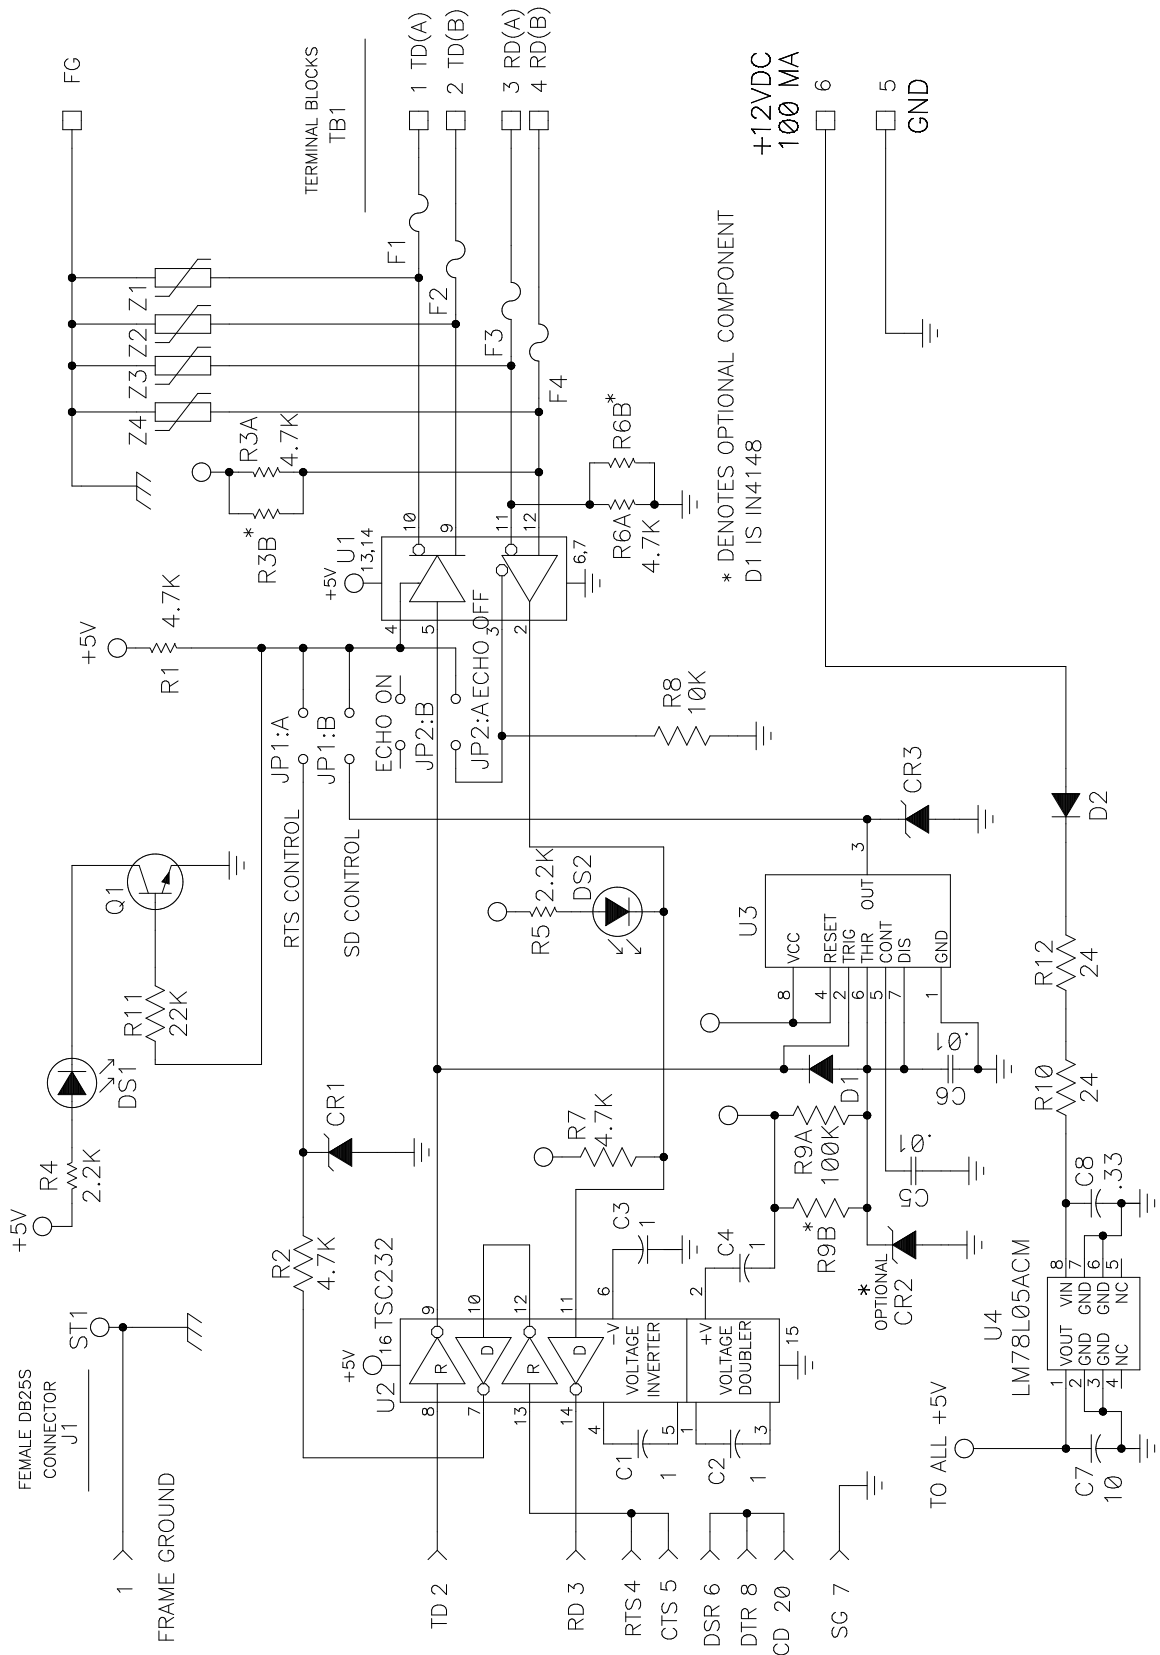 FEMALE DB25S
CONNECTOR
J1
1
FRAME GROUND
ST1
TD 2
RD 3
RTS 4
CTS 5
DSR 6
DTR 8
CD 20
SG 7
+5V
R4
2.2K
DS1
R11
22K
Q1
+5V
R1
4.7K
R2
4.7K
CR1
RTS CONTROL
SD CONTROL
JP1:A
JP1:B
ECHO ON
JP2:B
JP2:A
ECHO OFF
R8
10K
U2
16
TSC232
+5V
8
9
R
7
10
D
13
12
R
14
11
D
4
5
1
3
6
2
15
-V
VOLTAGE
INVERTER
+V
VOLTAGE
DOUBLER
C1
1
C2
1
C3
1
C4
1
R7
4.7K
R5
2.2K
DS2
+5V
U1
13,14
4
5
3
2
10
9
11
12
6,7
R3A
4.7K
R3B
*
R6A
4.7K
R6B*
Z1
Z2
Z3
Z4
F1
F2
F3
F4
FG
TERMINAL BLOCKS
TB1
1 TD(A)
2 TD(B)
3 RD(A)
4 RD(B)
+12VDC
100 MA
6
5
GND
* DENOTES OPTIONAL COMPONENT
D1 IS IN4148
U3
VCC
RESET
TRIG
THR
CONT
DIS
GND
OUT
8
4
2
6
5
7
1
3
CR3
D1
R9A
100K
R9B
*
C5
.01
C6
.01
*
OPTIONAL
CR2
D2
R12
24
R10
24
C8
.33
U4
LM78L05ACM
1
2
3
4
8
7
6
5
VOUT
GND
GND
NC
VIN
GND
GND
NC
C7
10
TO ALL +5V